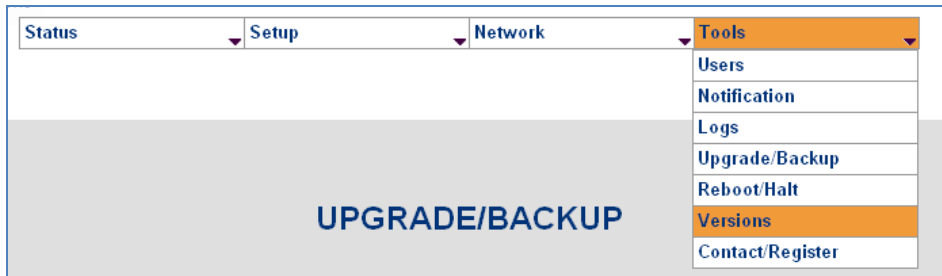 Status Setup Network Tools
Users
Notification
Logs
Upgrade/Backup
Reboot/Halt
UPGRADE/BACKUP Versions
Contact/Register